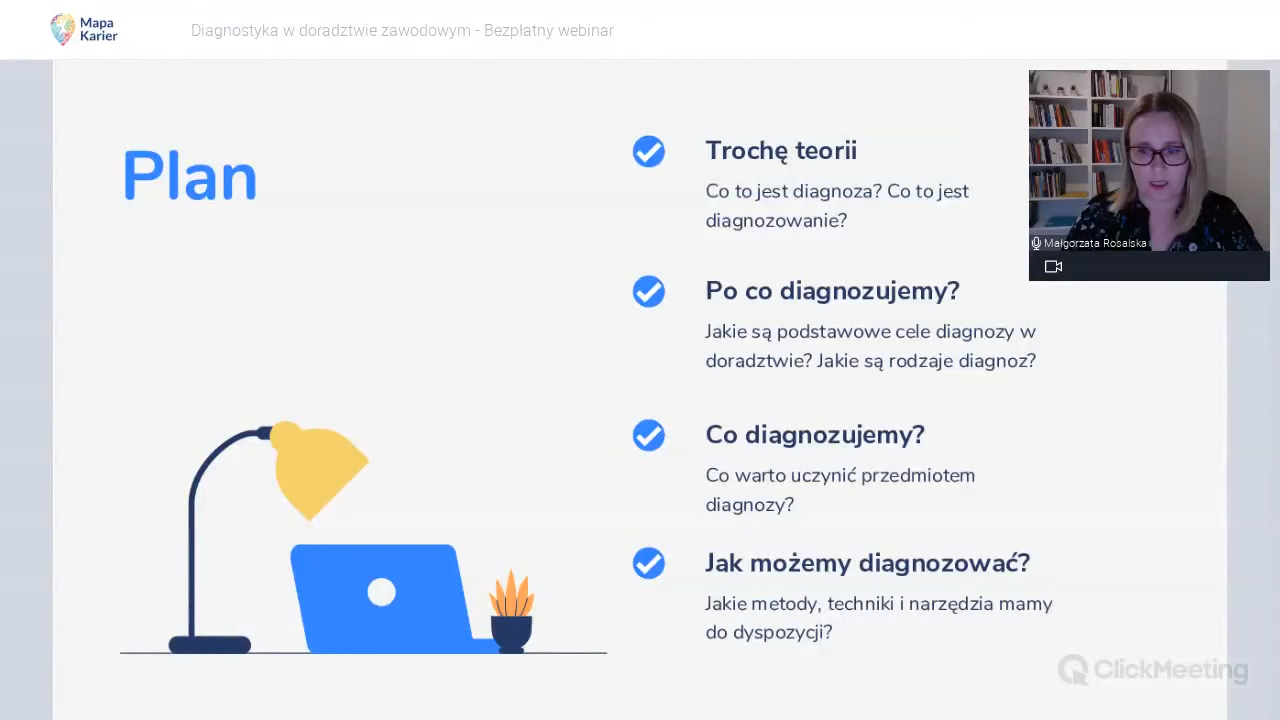 Mapa
Karier
Diagnostyka w doradztwie zawodowym - Bezpłatny webinar
Plan
Trochę teorii
Co to jest diagnoza? Co to jest
diagnozowanie?
Małgorzata Rosalska
Po co diagnozujemy?
Jakie są podstawowe cele diagnozy w
doradztwie? Jakie są rodzaje diagnoz?
Co diagnozujemy?
Co warto uczynić przedmiotem
diagnozy?
Jak możemy diagnozować?
Jakie metody, techniki i narzędzia mamy
do dyspozycji?
ClickMeeting